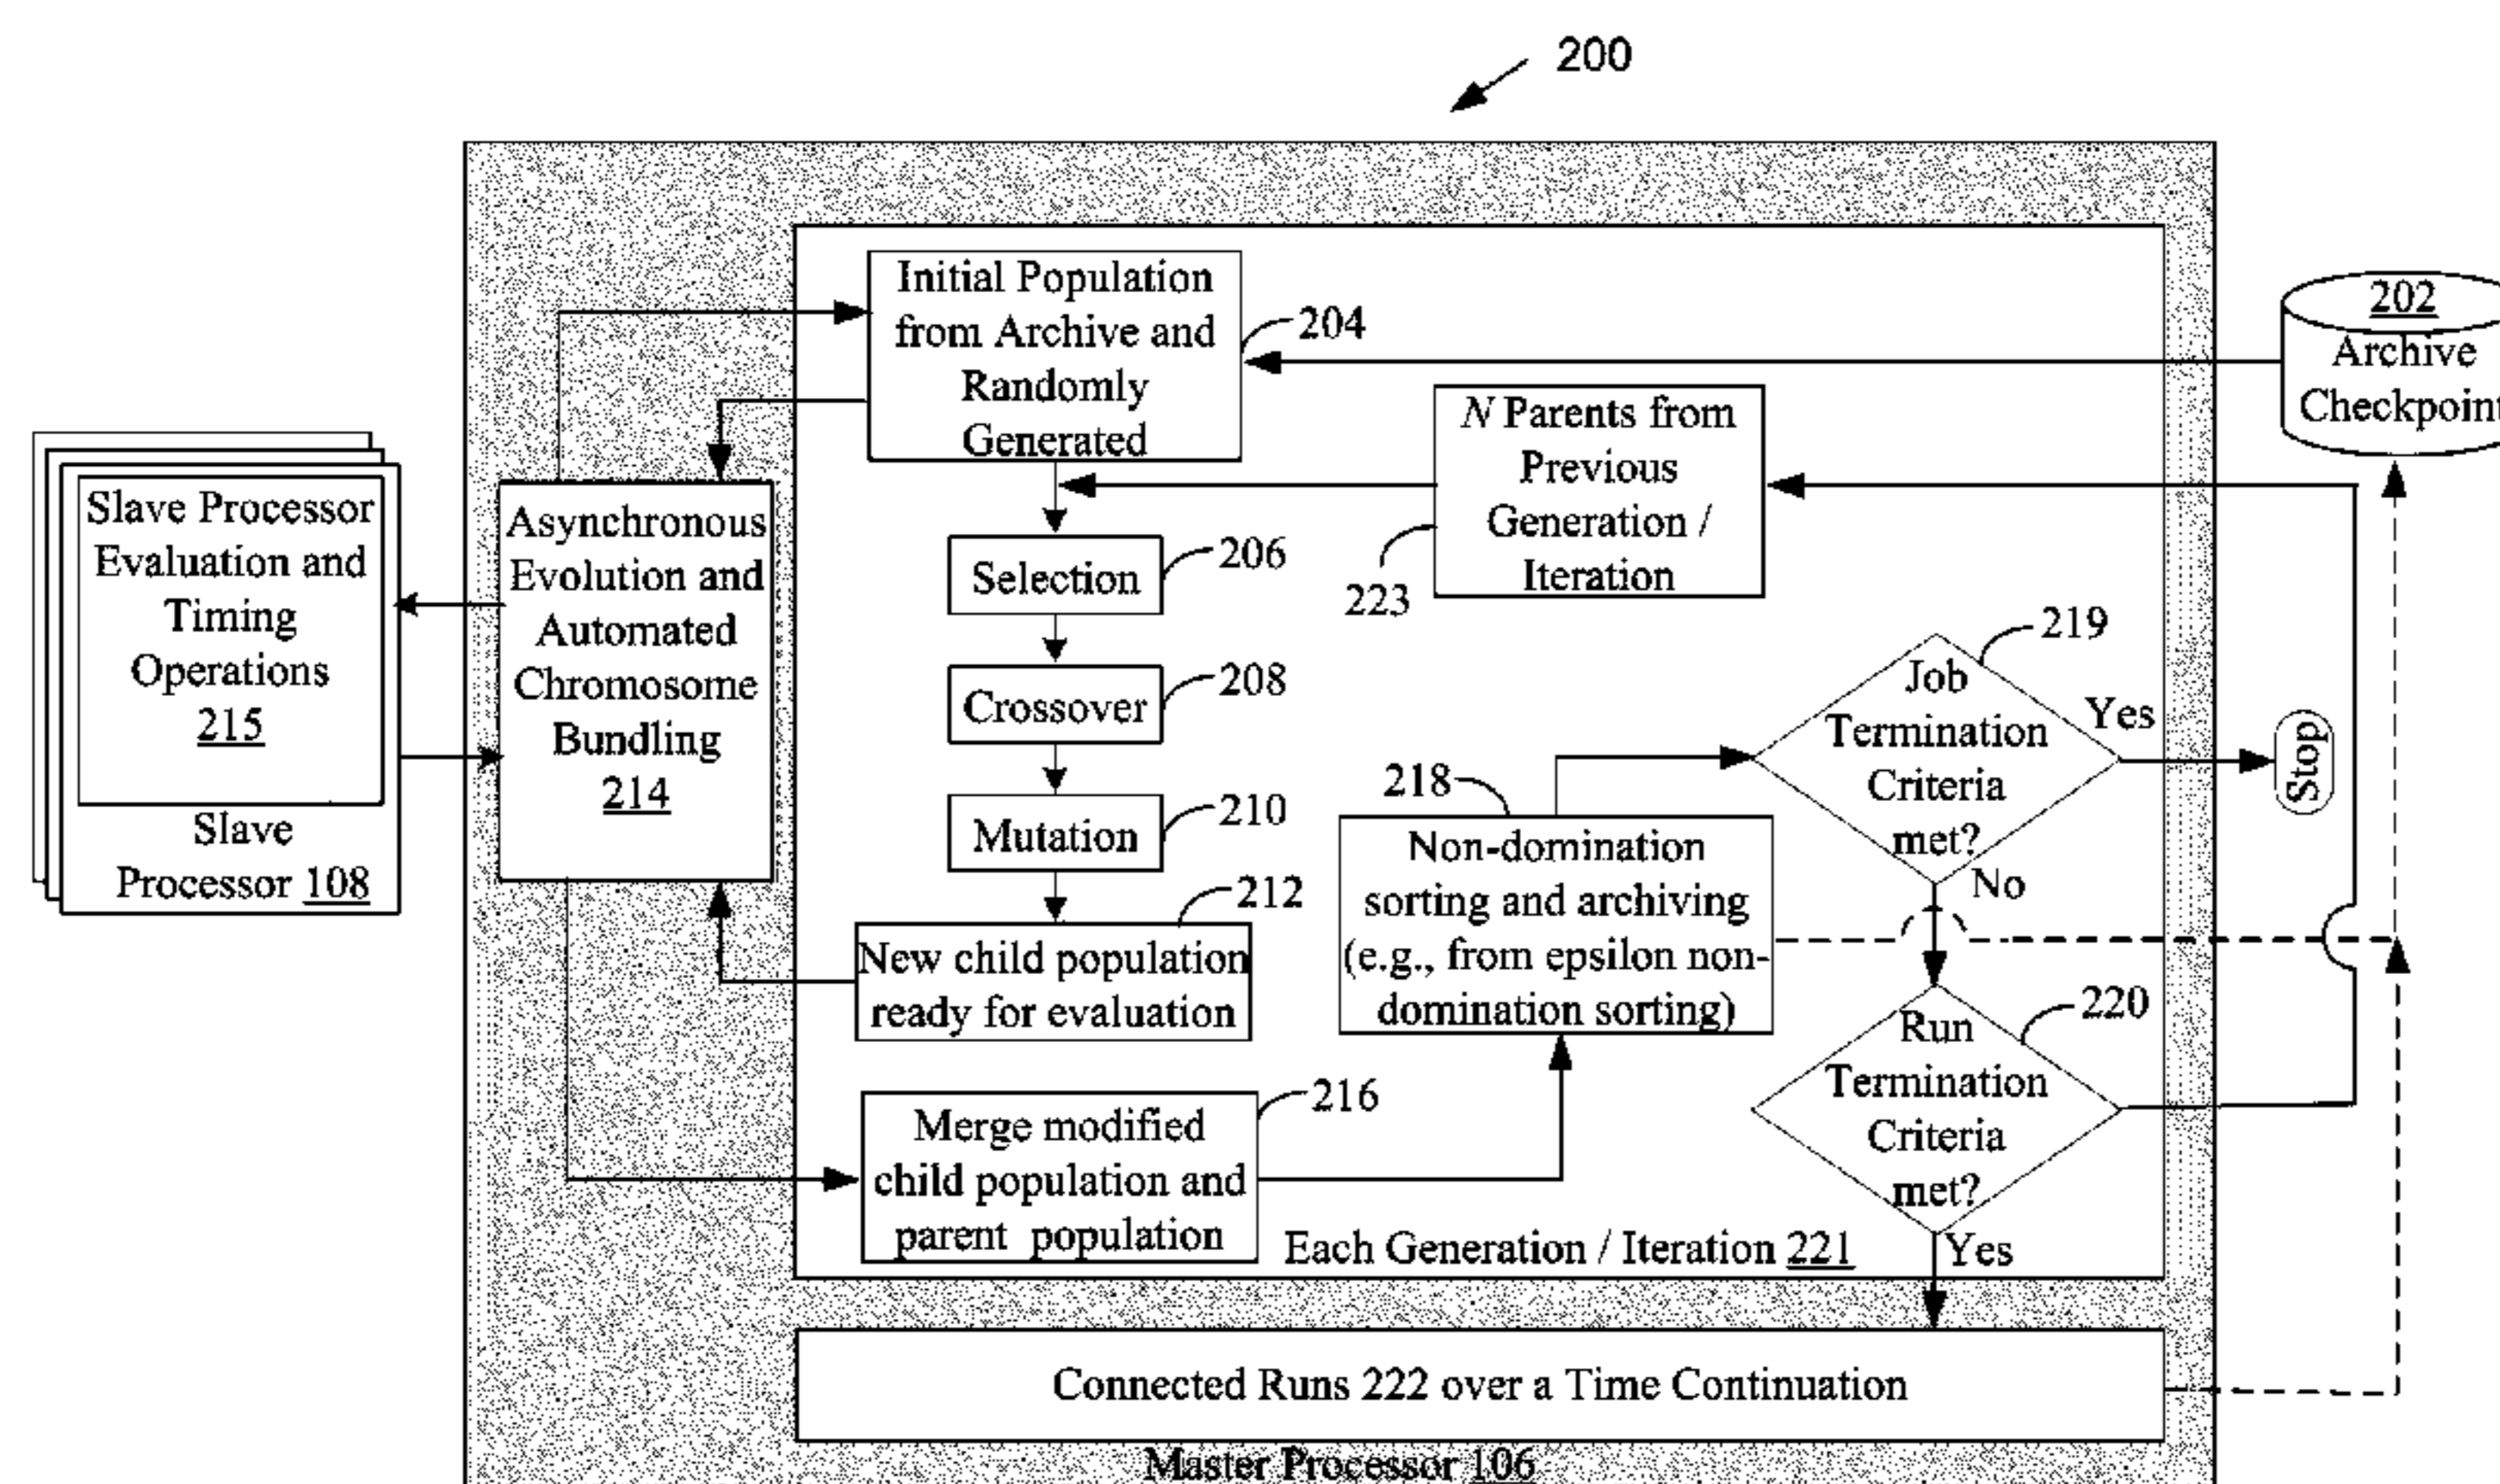 200
Initial Population
from Archive and
Randomly
Generated
204
202
Archive
Checkpoint
N Parents from
Previous
Generation /
Iteration
223
Slave Processor
Evaluation and
Timing
Operations
215
Slave
Processor 108
Asynchronous
Evolution and
Automated
Chromosome
Bundling
214
Selection
206
Crossover
208
Mutation
210
New child population
ready for evaluation
212
Merge modified
child population and
parent population
216
218
Non-domination
sorting and archiving
(e.g., from epsilon non-
domination sorting)
Job
Termination
Criteria
met?
219
Yes
Stop
No
Run
Termination
Criteria
met?
220
Yes
Each Generation / Iteration 221
Connected Runs 222 over a Time Continuation
Master Processor 106